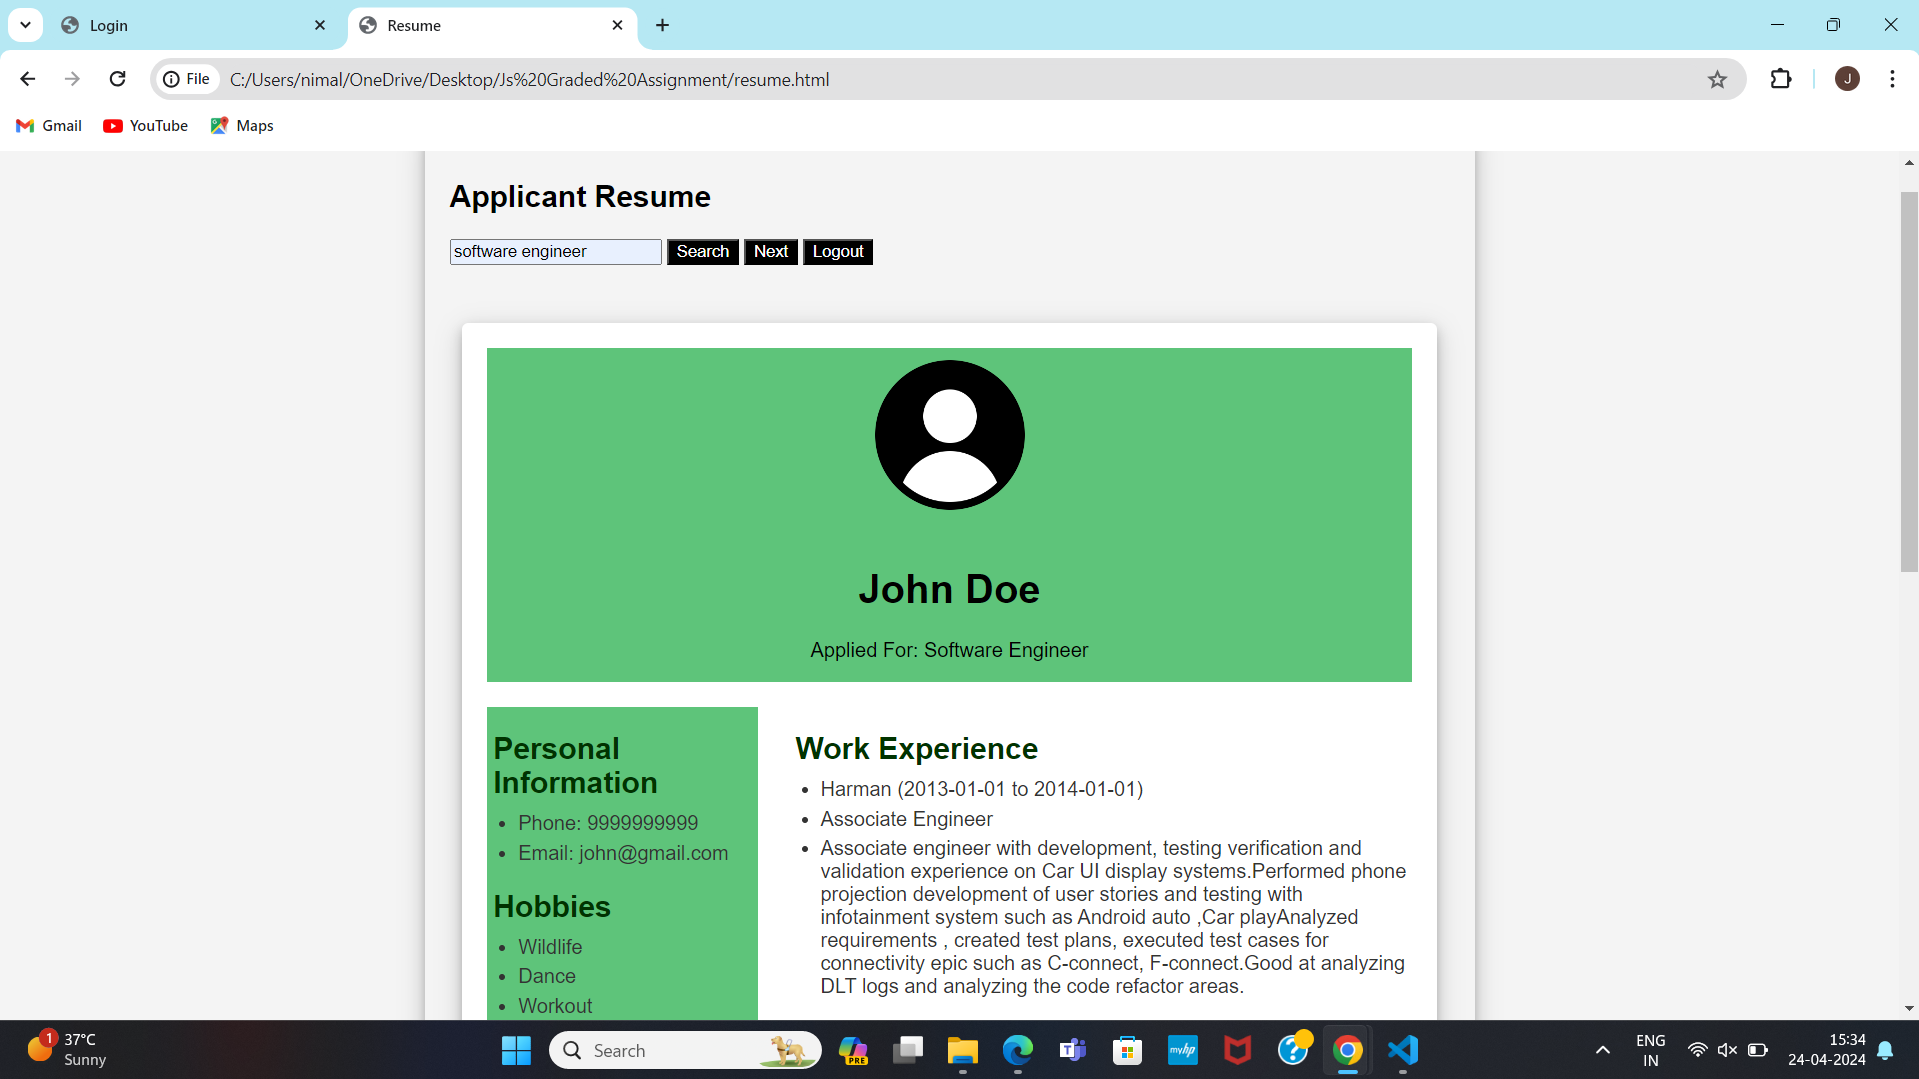 Login
Resume
File
C:/Users/nimal/OneDrive/Desktop/Js%20Graded%20Assignment/resume.html
J
Gmail
YouTube
Maps
Applicant Resume
software engineer Search Next Logout
John Doe
Applied For: Software Engineer
Personal
Information
Phone: 9999999999
Email: john@gmail.com
Hobbies
Wildlife
Dance
Workout
Work Experience
Harman (2013-01-01 to 2014-01-01)
Associate Engineer
Associate engineer with development, testing verification and
validation experience on Car UI display systems.Performed phone
projection development of user stories and testing with
infotainment system such as Android auto ,Car playAnalyzed
requirements , created test plans, executed test cases for
connectivity epic such as C-connect, F-connect.Good at analyzing
DLT logs and analyzing the code refactor areas.
1
37°C
Sunny
Search
PRE
myhp
ENG
IN
15:34
24-04-2024